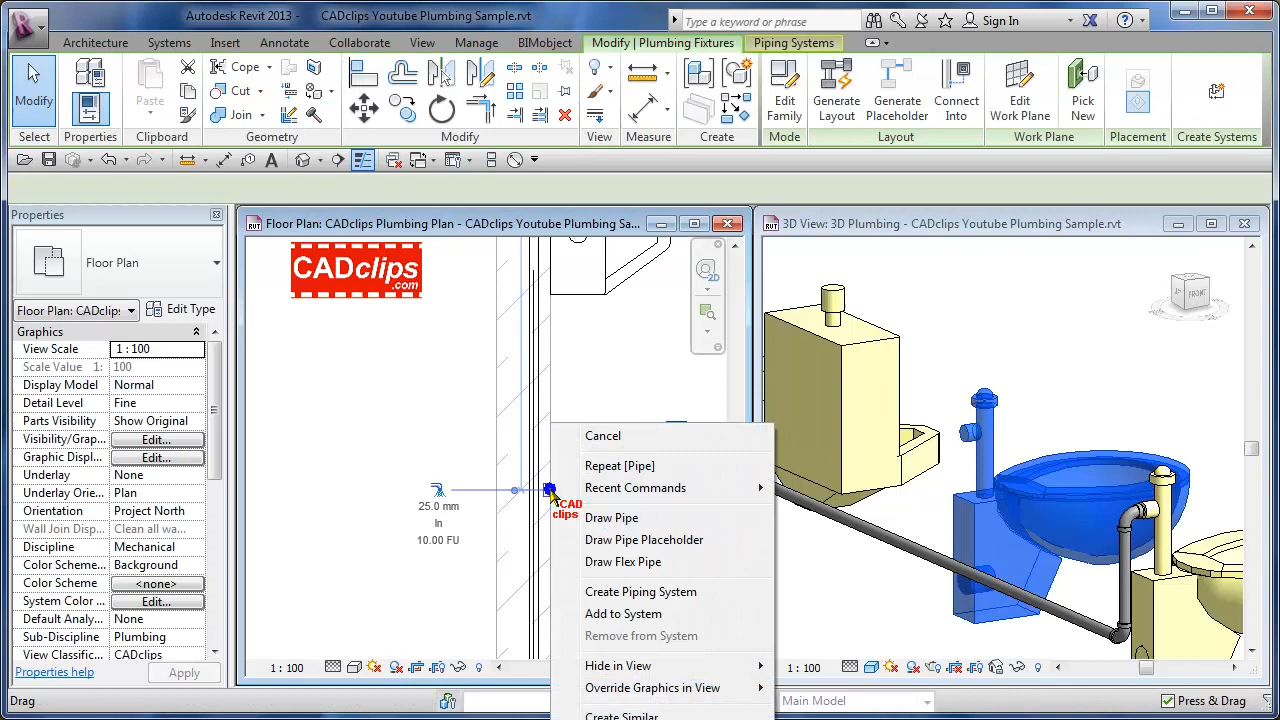 Autodesk Revit 2013 - CADclips Youtube Plumbing Sample.rvt
Type a keyword or phrase
Sign In
Architecture Systems Insert Annotate Collaborate View Manage BIMobject Modify | Plumbing Fixtures Piping Systems
Modify
Properties
Paste
Cope
Cut
Join
Edit
Family
Generate
Layout
Generate
Placeholder
Connect
Into
Edit
Work Plane
Pick
New
Select Properties Clipboard Geometry Modify View Measure Create Mode Layout Work Plane Placement Create Systems
Properties
Floor Plan
Floor Plan: CADclip:
Edit Type
Graphics
View Scale 1 : 100
Scale Value 1: 100
Display Model Normal
Detail Level Fine
Parts Visibility Show Original
Visibility/Grap... Edit...
Graphic Displ... Edit...
Underlay None
Underlay Orie... Plan
Orientation Project North
Wall Join Displ... Clean all wall joins
Discipline Mechanical
Color Scheme... Background
Color Scheme <none>
System Color ... Edit...
Default Analy... None
Sub-Discipline Plumbing
View Classifi... CADclips
Properties help
Apply
Floor Plan: CADclips Plumbing Plan - CADclips Youtube Plumbing Sa...
CADclips
.com
2D
25.0 mm
In
10.00 FU
CAD
clips
Cancel
Repeat [Pipe]
Recent Commands
Draw Pipe
Draw Pipe Placeholder
Draw Flex Pipe
Create Piping System
Add to System
Remove from System
Hide in View
Override Graphics in View
Create Similar
1 : 100
3D View: 3D Plumbing - CADclips Youtube Plumbing Sample.rvt
FRONT
1 : 100
Drag
Main Model
Press & Drag